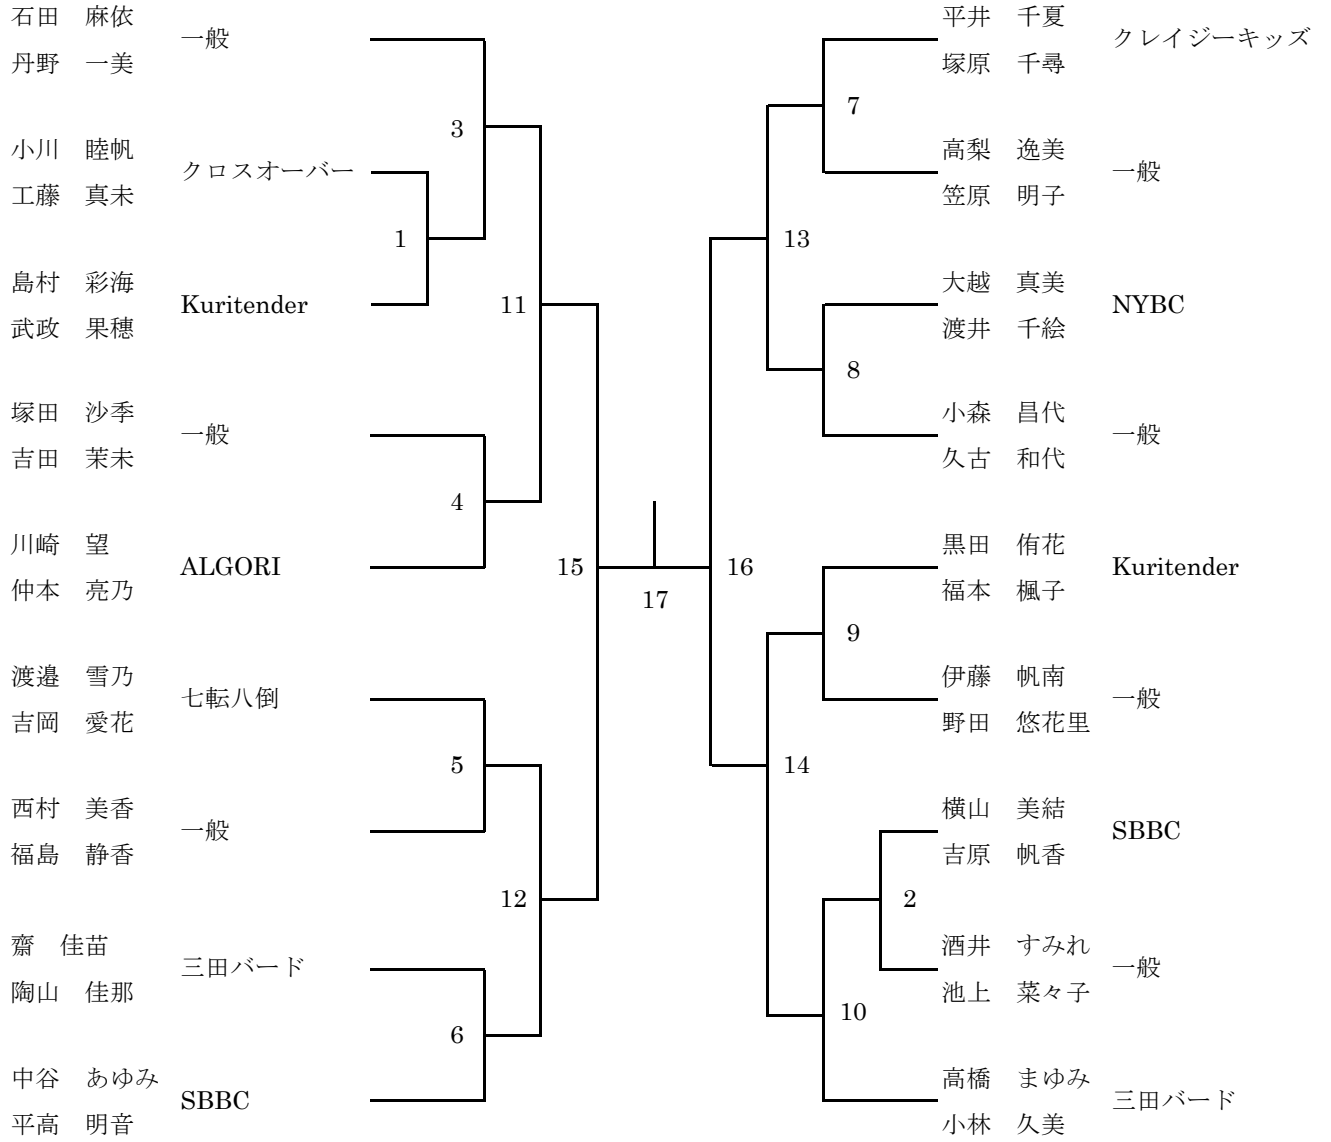 石田　麻依
一般
丹野　一美
3
小川　睦帆
クロスオーバー
工藤　真未
1
島村　彩海
Kuritender
武政　果穂
11
塚田　沙季
一般
吉田　茉未
4
川崎　望
ALGORI
仲本　亮乃
15
渡邉　雪乃
七転八倒
吉岡　愛花
5
西村　美香
一般
福島　静香
12
齋　佳苗
三田バード
陶山　佳那
6
中谷　あゆみ
SBBC
平高　明音
17
平井　千夏
クレイジーキッズ
塚原　千尋
7
高梨　逸美
一般
笠原　明子
13
大越　真美
NYBC
渡井　千絵
8
小森　昌代
一般
久古　和代
16
黒田　侑花
Kuritender
福本　楓子
9
伊藤　帆南
一般
野田　悠花里
14
横山　美結
SBBC
吉原　帆香
2
酒井　すみれ
一般
池上　菜々子
10
高橋　まゆみ
三田バード
小林　久美